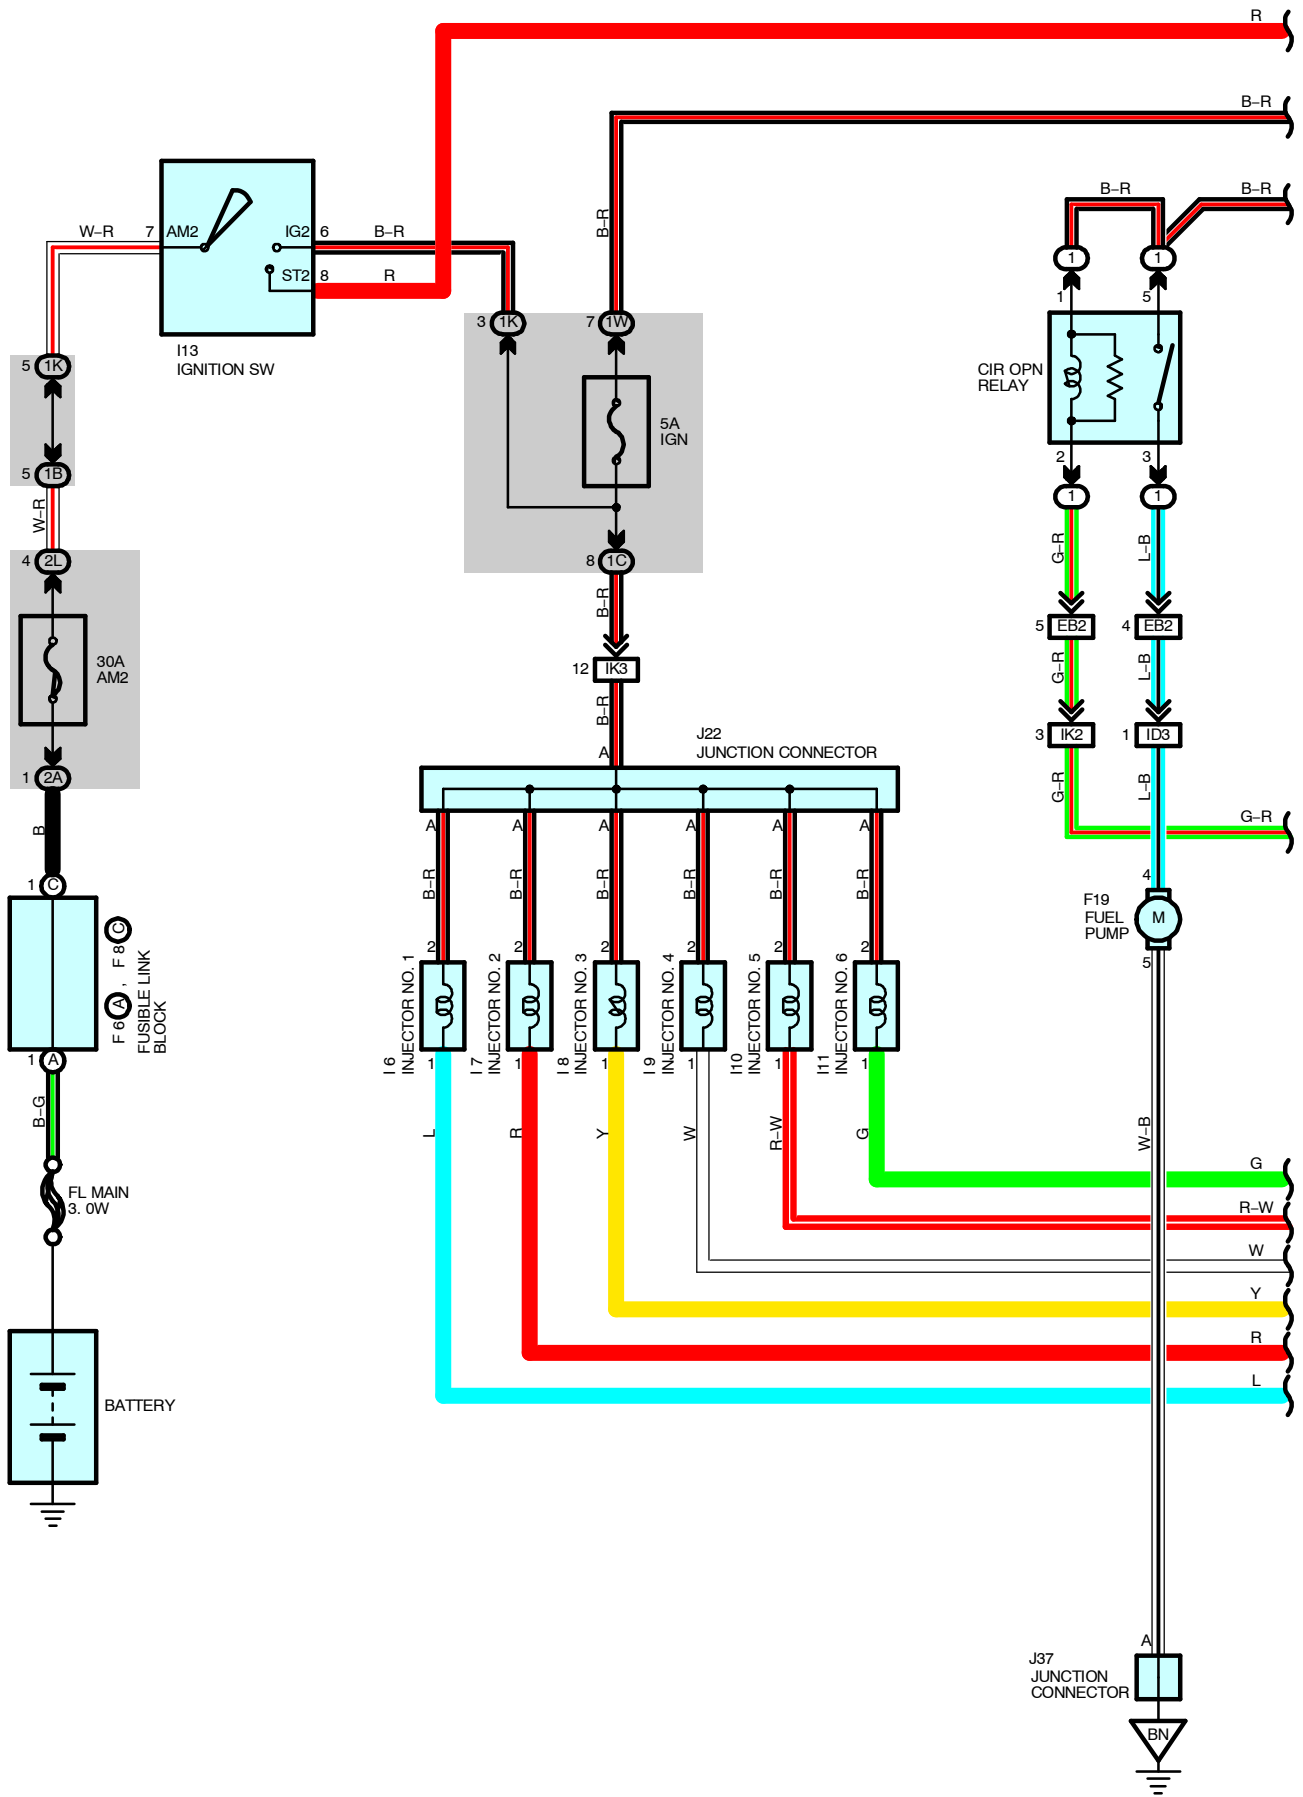 R
B-R
B-R
B-R
B-R
W-R
7
AM2
IG2
6
B-R
ST2
8
R
1
1
1
5
3
1K
7
1W
I13
IGNITION SW
5
1K
CIR OPN
RELAY
5A
IGN
5
1B
2
3
1
1
W-R
4
2L
8
1C
G-R
L-B
B-R
5
EB2
4
EB2
30A
AM2
12
IK3
G-R
L-B
B-R
3
IK2
1
ID3
J22
JUNCTION CONNECTOR
A
1
2A
G-R
L-B
G-R
B
A
A
A
A
A
A
B-R
B-R
B-R
B-R
B-R
B-R
1
C
4
F19
FUEL
PUMP
M
5
2
2
2
2
2
2
F 6 A , F 8 C
FUSIBLE LINK
BLOCK
I 6
INJECTOR NO. 1
I 7
INJECTOR NO. 2
I 8
INJECTOR NO. 3
I 9
INJECTOR NO. 4
I10
INJECTOR NO. 5
I11
INJECTOR NO. 6
1
A
1
1
1
1
1
1
B-G
L
R
Y
W
R-W
G
W-B
G
FL MAIN
3. 0W
R-W
W
Y
R
L
BATTERY
A
J37
JUNCTION
CONNECTOR
BN